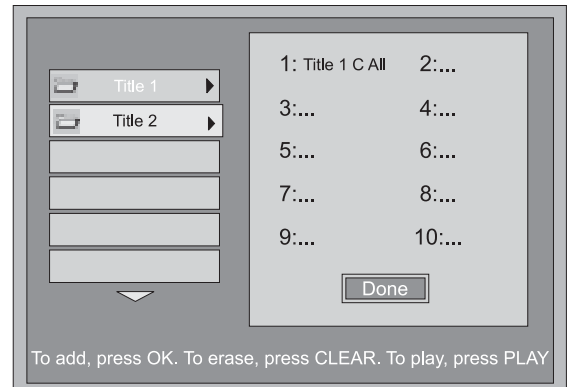 Title 1
Title 2
1: Title 1 C All 2:...
3:... 4:...
5:... 6:...
7:... 8:...
9:... 10:...
Done
To add, press OK. To erase, press CLEAR. To play, press PLAY